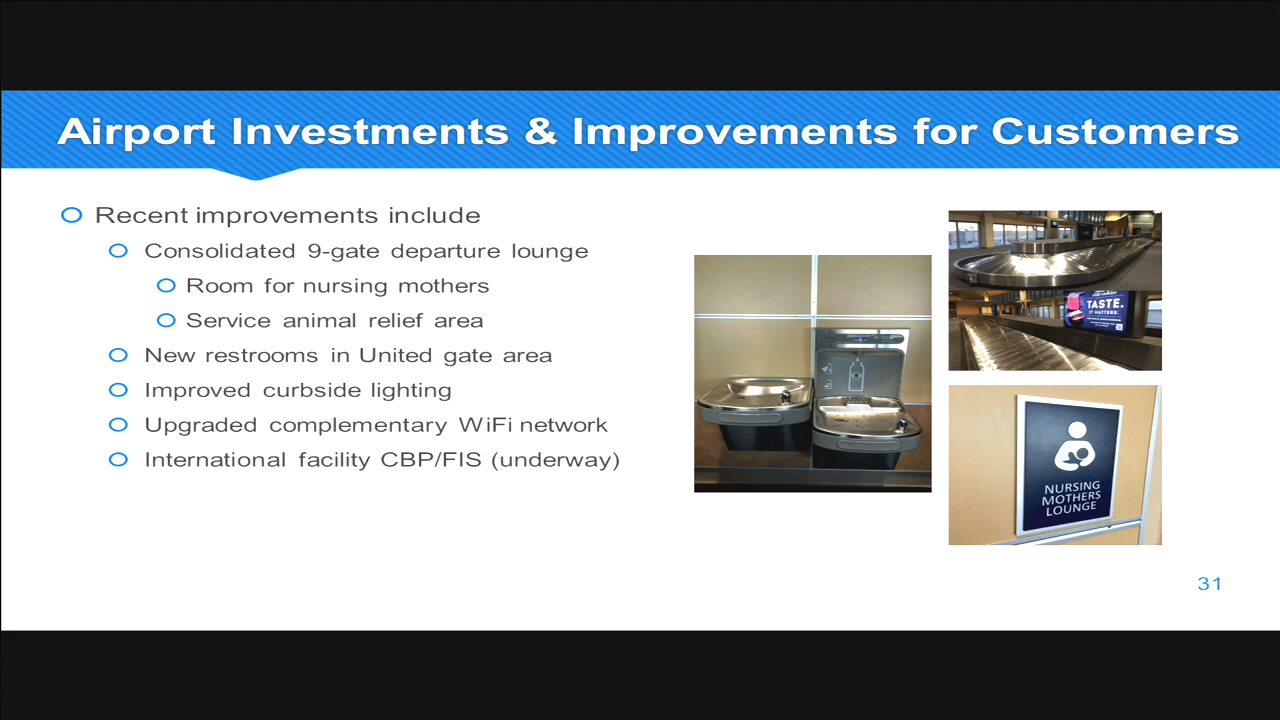 Airport Investments & Improvements for Customers
Recent improvements include
Consolidated 9-gate departure lounge
Room for nursing mothers
Service animal relief area
New restrooms in United gate area
Improved curbside lighting
Upgraded complementary WiFi network
International facility CBP/FIS (underway)
TASTE.
IT MATTERS.
NURSING
MOTHERS
LOUNGE
31